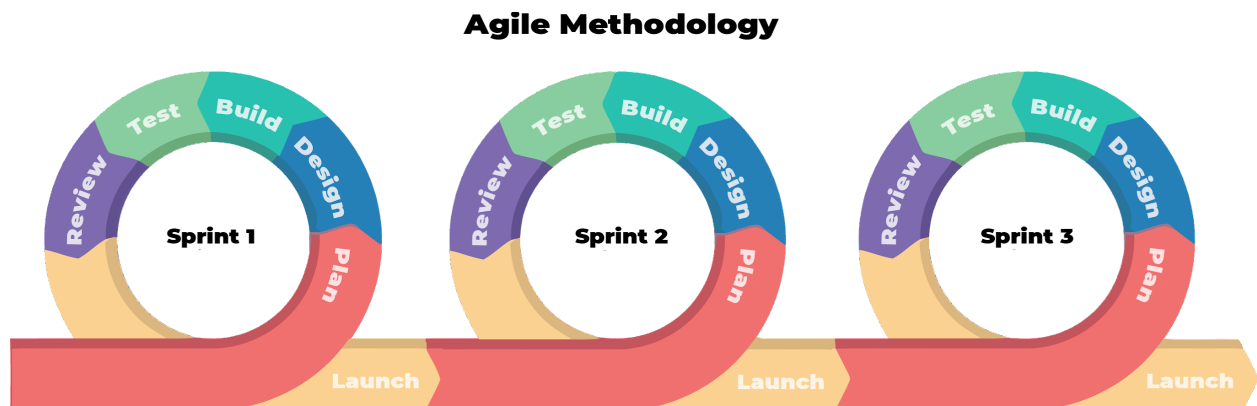 Agile Methodology
Test
Build
Design
Review
Sprint 1
Plan
Launch
Test
Build
Design
Review
Sprint 2
Plan
Launch
Test
Build
Design
Review
Sprint 3
Plan
Launch